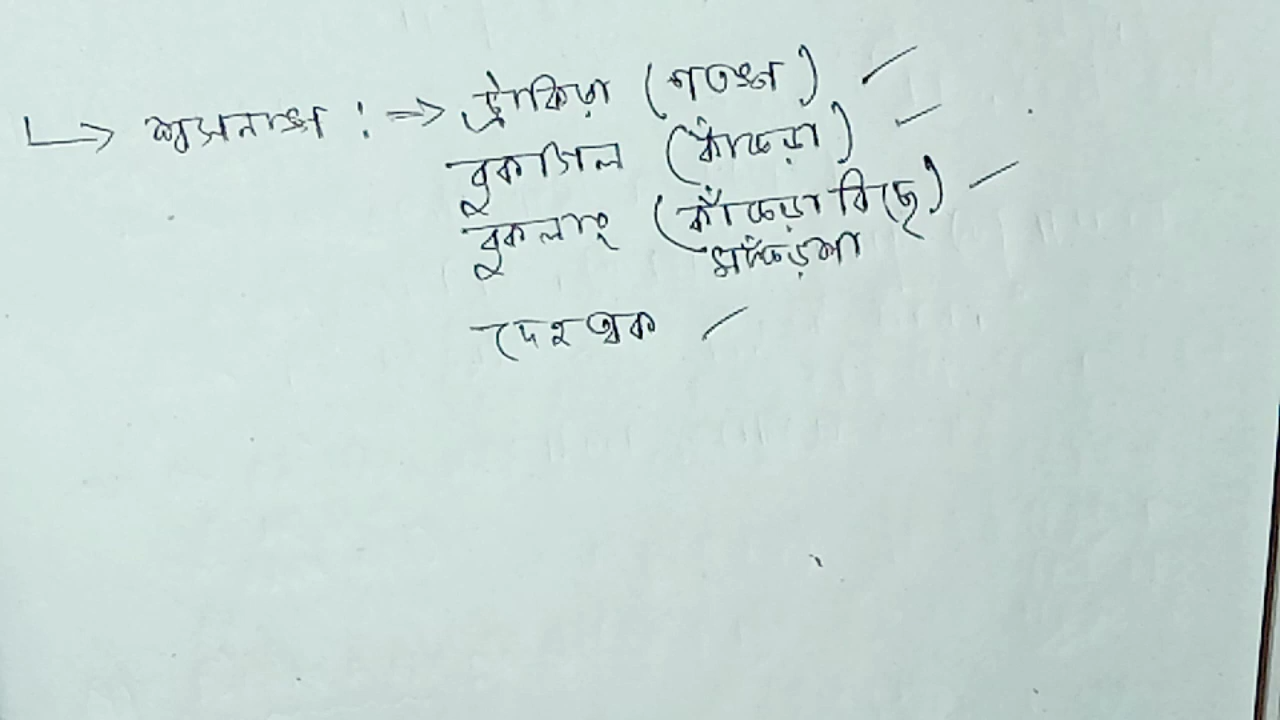 ↳ শ্বসনাঙ্গ : ⇒ ট্রাকিয়া (পতঙ্গ)
বুকগিল (কাঁকড়া)
বুকলাং (কাঁকড়া বিছে)
মাকড়শা
দেহত্বক